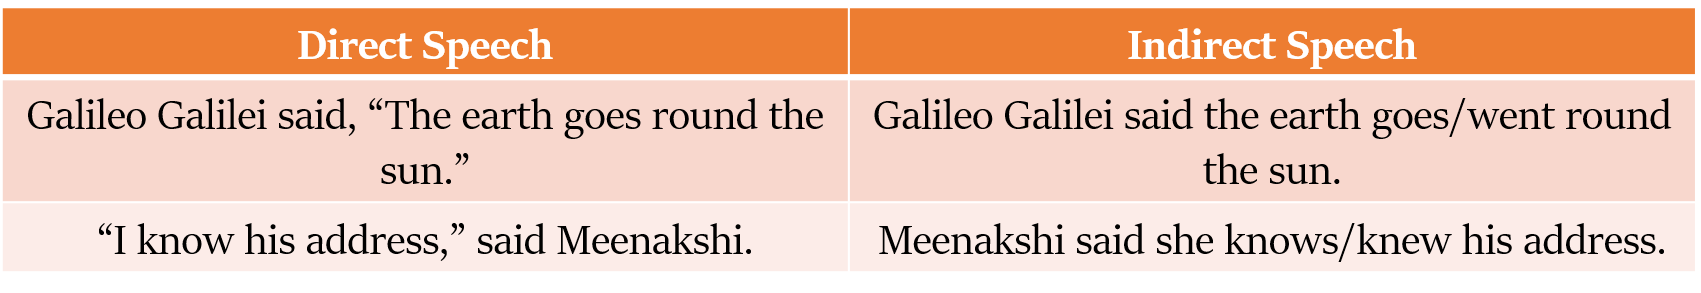 Direct Speech
Indirect Speech
Galileo Galilei said, “The earth goes round the
sun.”
Galileo Galilei said the earth goes/went round
the sun.
“I know his address,” said Meenakshi.
Meenakshi said she knows/knew his address.